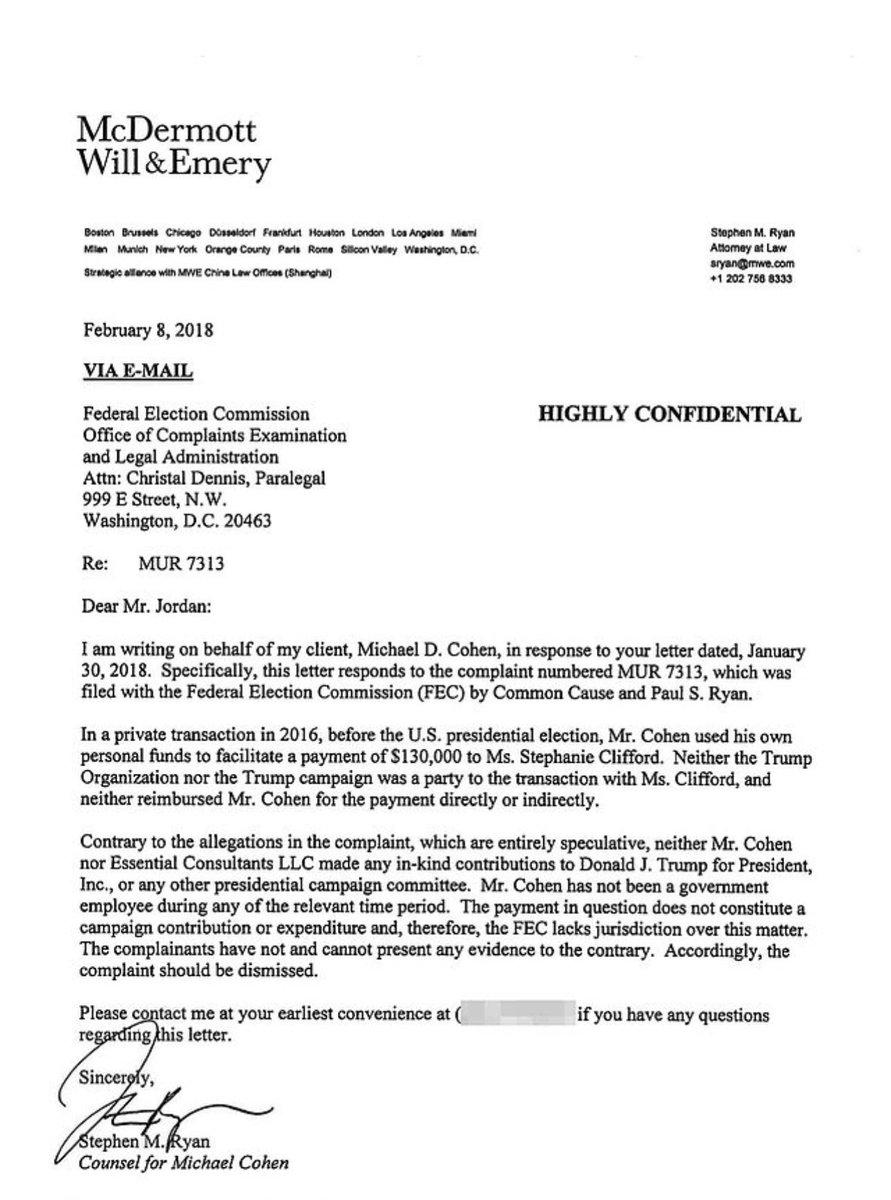 McDermott
Will & Emery
Boston Brussels Chicago Düsseldorf Frankfurt Houston London Los Angeles Miami
Milan Munich New York Orange County Paris Rome Silicon Valley Washington, D.C.
Strategic alliance with MWE China Law Offices (Shanghai)
Stephen M. Ryan
Attorney at Law
sryan@mwe.com
+1 202 756 8333
February 8, 2018
VIA E-MAIL
HIGHLY CONFIDENTIAL
Federal Election Commission
Office of Complaints Examination
and Legal Administration
Attn: Christal Dennis, Paralegal
999 E Street, N.W.
Washington, D.C. 20463
Re: MUR 7313
Dear Mr. Jordan:
I am writing on behalf of my client, Michael D. Cohen, in response to your letter dated, January
30, 2018. Specifically, this letter responds to the complaint numbered MUR 7313, which was
filed with the Federal Election Commission (FEC) by Common Cause and Paul S. Ryan.
In a private transaction in 2016, before the U.S. presidential election, Mr. Cohen used his own
personal funds to facilitate a payment of $130,000 to Ms. Stephanie Clifford. Neither the Trump
Organization nor the Trump campaign was a party to the transaction with Ms. Clifford, and
neither reimbursed Mr. Cohen for the payment directly or indirectly.
Contrary to the allegations in the complaint, which are entirely speculative, neither Mr. Cohen
nor Essential Consultants LLC made any in-kind contributions to Donald J. Trump for President,
Inc., or any other presidential campaign committee. Mr. Cohen has not been a government
employee during any of the relevant time period. The payment in question does not constitute a
campaign contribution or expenditure and, therefore, the FEC lacks jurisdiction over this matter.
The complainants have not and cannot present any evidence to the contrary. Accordingly, the
complaint should be dismissed.
Please contact me at your earliest convenience at ( if you have any questions
regarding this letter.
Sincerely,
Stephen M. Ryan
Counsel for Michael Cohen